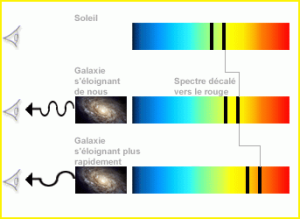 Soleil
Galaxie
s'éloignant
de nous
Spectre décalé
vers le rouge
Galaxie
s'éloignant plus
rapidement